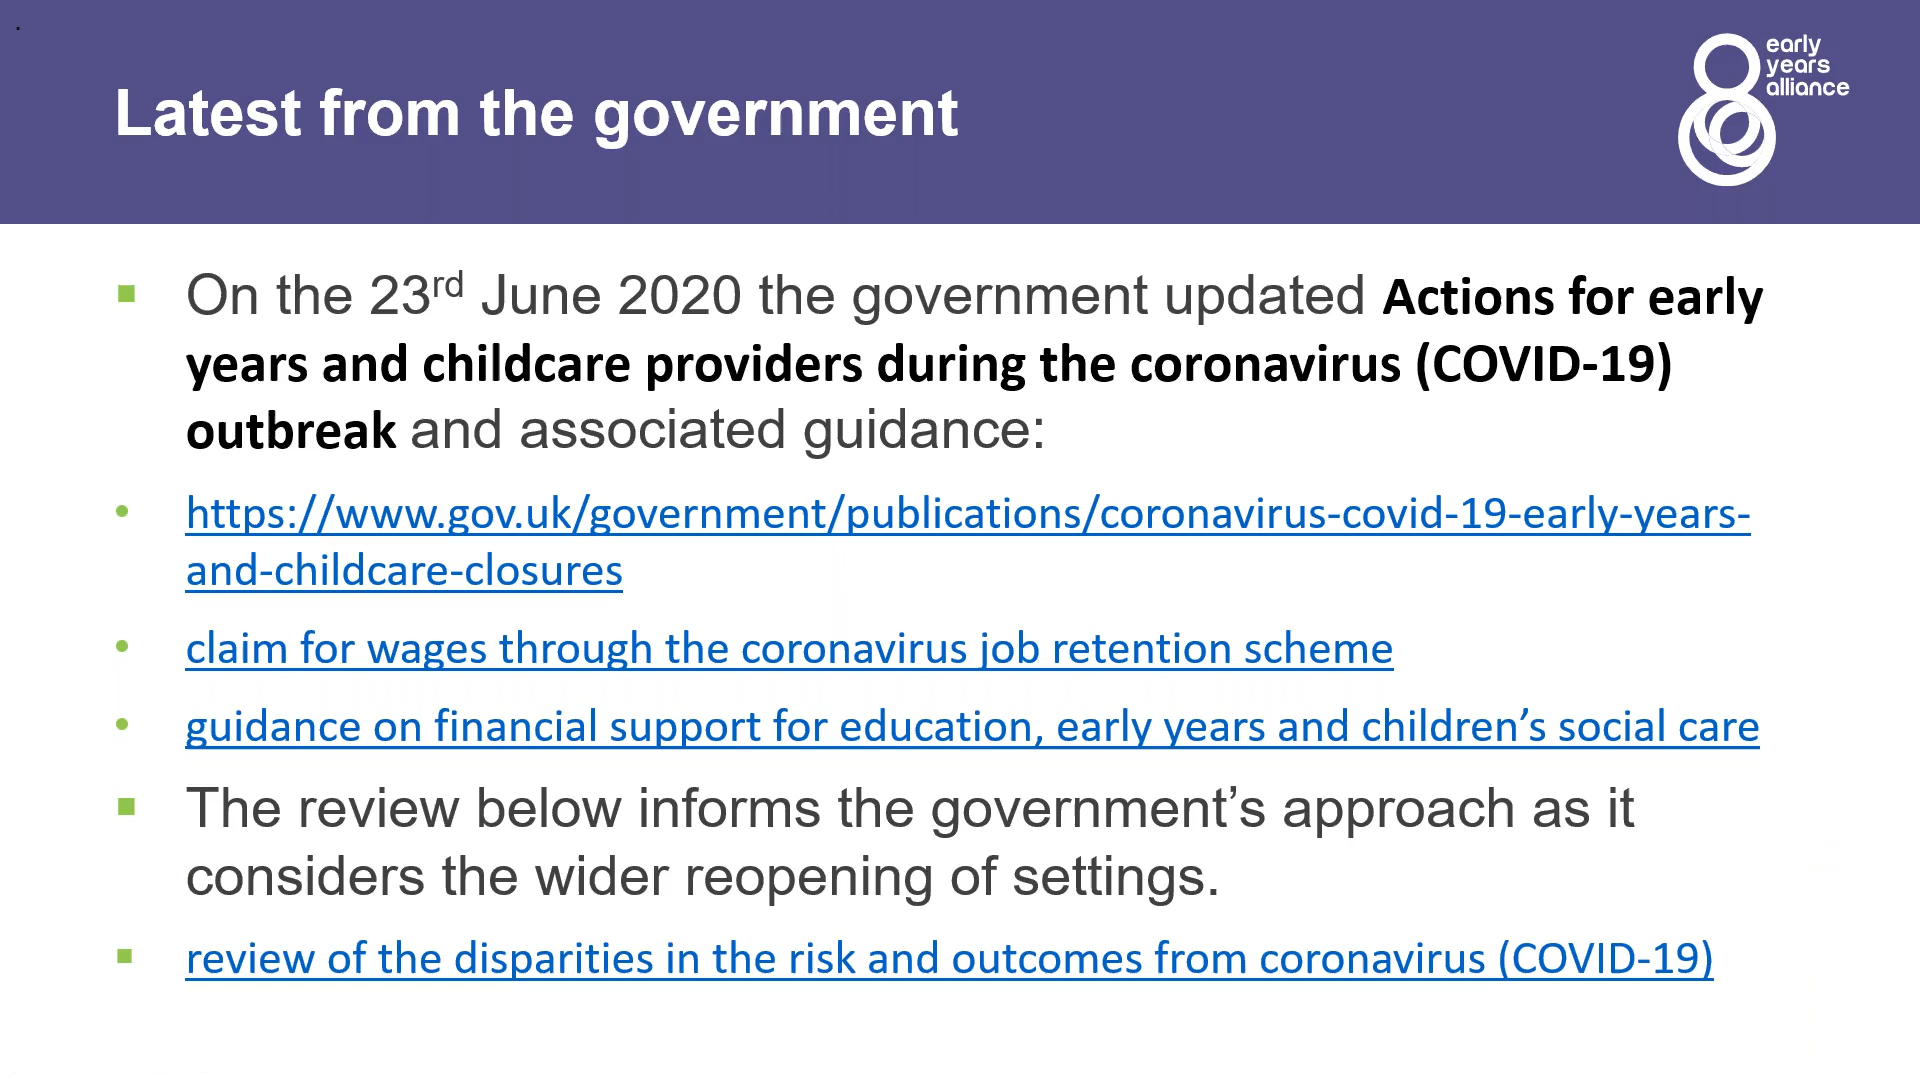 Latest from the government
early
years
alliance
On the 23rd June 2020 the government updated Actions for early
years and childcare providers during the coronavirus (COVID-19)
outbreak and associated guidance:
https://www.gov.uk/government/publications/coronavirus-covid-19-early-years-
and-childcare-closures
claim for wages through the coronavirus job retention scheme
guidance on financial support for education, early years and children’s social care
The review below informs the government’s approach as it
considers the wider reopening of settings.
review of the disparities in the risk and outcomes from coronavirus (COVID-19)